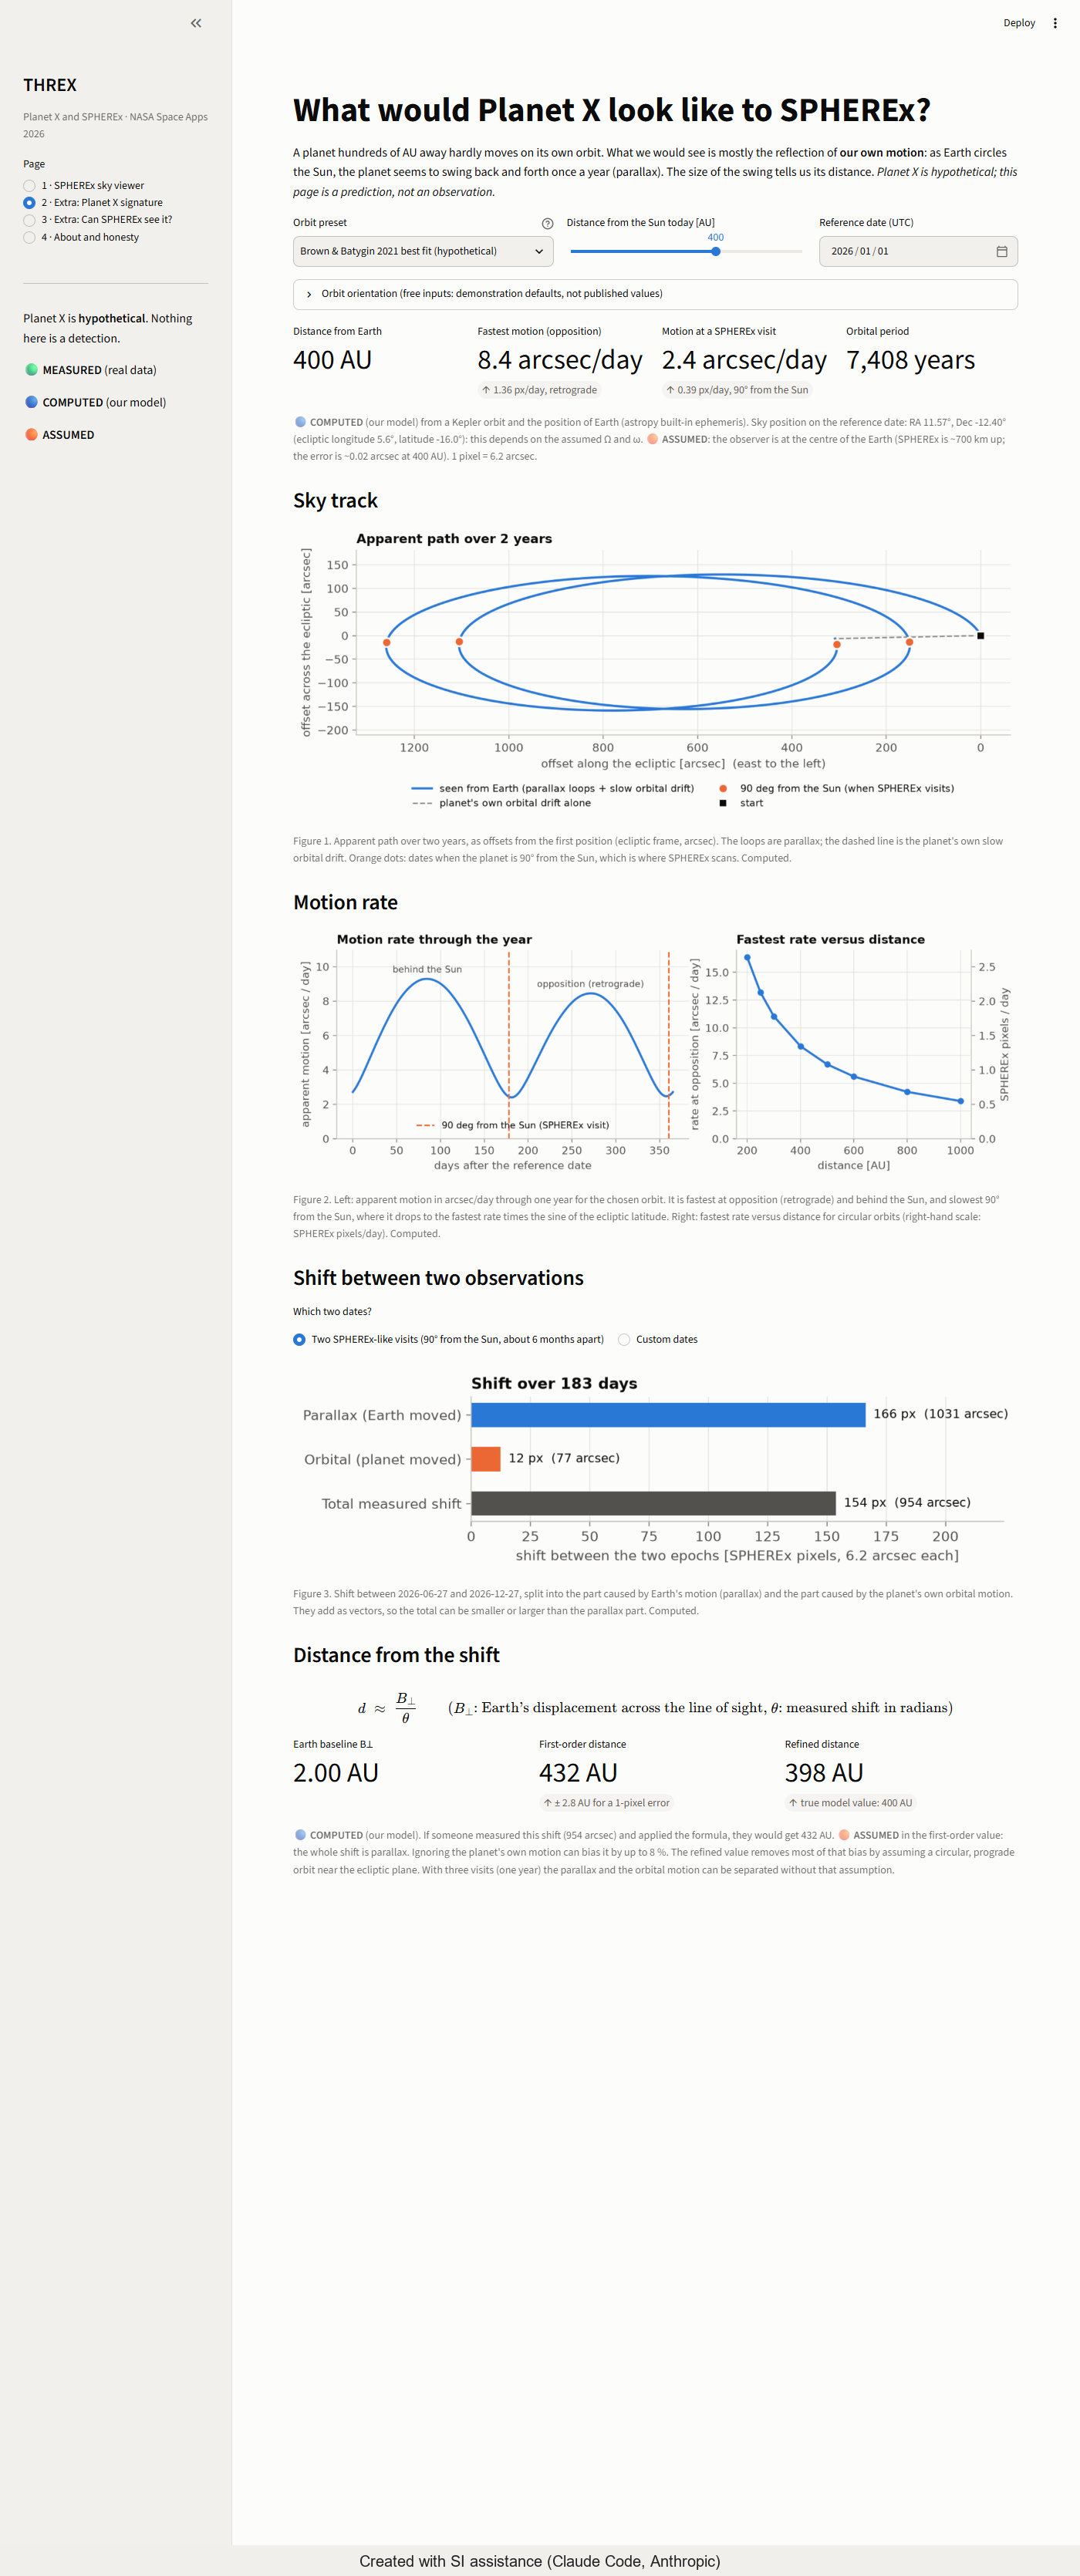 Deploy
THREX
Planet X and SPHEREx · NASA Space Apps
2026
Page
1 · SPHEREx sky viewer
2 · Extra: Planet X signature
3 · Extra: Can SPHEREx see it?
4 · About and honesty
Planet X is hypothetical. Nothing
here is a detection.
MEASURED (real data)
COMPUTED (our model)
ASSUMED
What would Planet X look like to SPHEREx?
A planet hundreds of AU away hardly moves on its own orbit. What we would see is mostly the reflection of our own motion: as Earth circles
the Sun, the planet seems to swing back and forth once a year (parallax). The size of the swing tells us its distance. Planet X is hypothetical; this
page is a prediction, not an observation.
Orbit preset
Brown & Batygin 2021 best fit (hypothetical)
Distance from the Sun today [AU]
400
Reference date (UTC)
2026/01/01
Orbit orientation (free inputs: demonstration defaults, not published values)
Distance from Earth
400 AU
Fastest motion (opposition)
8.4 arcsec/day
↑ 1.36 px/day, retrograde
Motion at a SPHEREx visit
2.4 arcsec/day
↑ 0.39 px/day, 90° from the Sun
Orbital period
7,408 years
COMPUTED (our model) from a Kepler orbit and the position of Earth (astropy built-in ephemeris). Sky position on the reference date: RA 11.57°, Dec -12.40°
(ecliptic longitude 5.6°, latitude -16.0°): this depends on the assumed Ω and ω. ASSUMED: the observer is at the centre of the Earth (SPHEREx is ~700 km up;
the error is ~0.02 arcsec at 400 AU). 1 pixel = 6.2 arcsec.
Sky track
Apparent path over 2 years
offset across the ecliptic [arcsec]
150
100
50
0
−50
−100
−150
−200
1200 1000 800 600 400 200 0
offset along the ecliptic [arcsec] (east to the left)
seen from Earth (parallax loops + slow orbital drift)
planet's own orbital drift alone
90 deg from the Sun (when SPHEREx visits)
start
Figure 1. Apparent path over two years, as offsets from the first position (ecliptic frame, arcsec). The loops are parallax; the dashed line is the planet's own slow
orbital drift. Orange dots: dates when the planet is 90° from the Sun, which is where SPHEREx scans. Computed.
Motion rate
Motion rate through the year
apparent motion [arcsec / day]
10
8
6
4
2
0
behind the Sun
opposition (retrograde)
90 deg from the Sun (SPHEREx visit)
0 50 100 150 200 250 300 350
days after the reference date
Fastest rate versus distance
rate at opposition [arcsec / day]
15.0
12.5
10.0
7.5
5.0
2.5
0.0
2.5
2.0
1.5
1.0
0.5
0.0
SPHEREx pixels / day
200 400 600 800 1000
distance [AU]
Figure 2. Left: apparent motion in arcsec/day through one year for the chosen orbit. It is fastest at opposition (retrograde) and behind the Sun, and slowest 90°
from the Sun, where it drops to the fastest rate times the sine of the ecliptic latitude. Right: fastest rate versus distance for circular orbits (right-hand scale:
SPHEREx pixels/day). Computed.
Shift between two observations
Which two dates?
Two SPHEREx-like visits (90° from the Sun, about 6 months apart)
Custom dates
Shift over 183 days
Parallax (Earth moved)
166 px (1031 arcsec)
Orbital (planet moved)
12 px (77 arcsec)
Total measured shift
154 px (954 arcsec)
0 25 50 75 100 125 150 175 200
shift between the two epochs [SPHEREx pixels, 6.2 arcsec each]
Figure 3. Shift between 2026-06-27 and 2026-12-27, split into the part caused by Earth's motion (parallax) and the part caused by the planet's own orbital motion.
They add as vectors, so the total can be smaller or larger than the parallax part. Computed.
Distance from the shift
d ≈ B⊥/θ (B⊥: Earth's displacement across the line of sight, θ: measured shift in radians)
Earth baseline B⊥
2.00 AU
First-order distance
432 AU
↑ ± 2.8 AU for a 1-pixel error
Refined distance
398 AU
↑ true model value: 400 AU
COMPUTED (our model). If someone measured this shift (954 arcsec) and applied the formula, they would get 432 AU. ASSUMED in the first-order value:
the whole shift is parallax. Ignoring the planet's own motion can bias it by up to 8 %. The refined value removes most of that bias by assuming a circular, prograde
orbit near the ecliptic plane. With three visits (one year) the parallax and the orbital motion can be separated without that assumption.
Created with SI assistance (Claude Code, Anthropic)